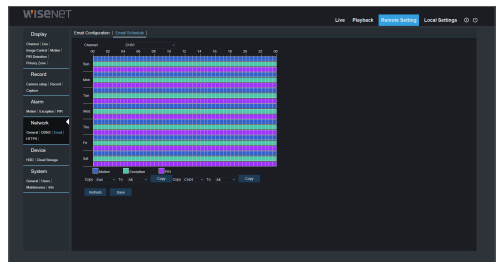 WISENET
Live Playback Remote Setting Local Settings
Display
Channel | Live |
Image Control | Motion |
PIR Detection |
Privacy Zone |
Record
Camera setup | Record |
Capture
Alarm
Motion | Exception | PIR
Network
General | DDNS | Email |
HTTPS |
Device
HDD | Cloud Storage
System
General | Users |
Maintenance | Info
Email Configuration | Email Schedule |
Channel CH01
00 02 04 06 08 10 12 14 16 18 20 22 00
Sun
Mon
Tue
Wed
Thu
Fri
Sat
Motion Exception PIR
Copy Sun To All Copy Copy CH01 To All Copy
Refresh Save